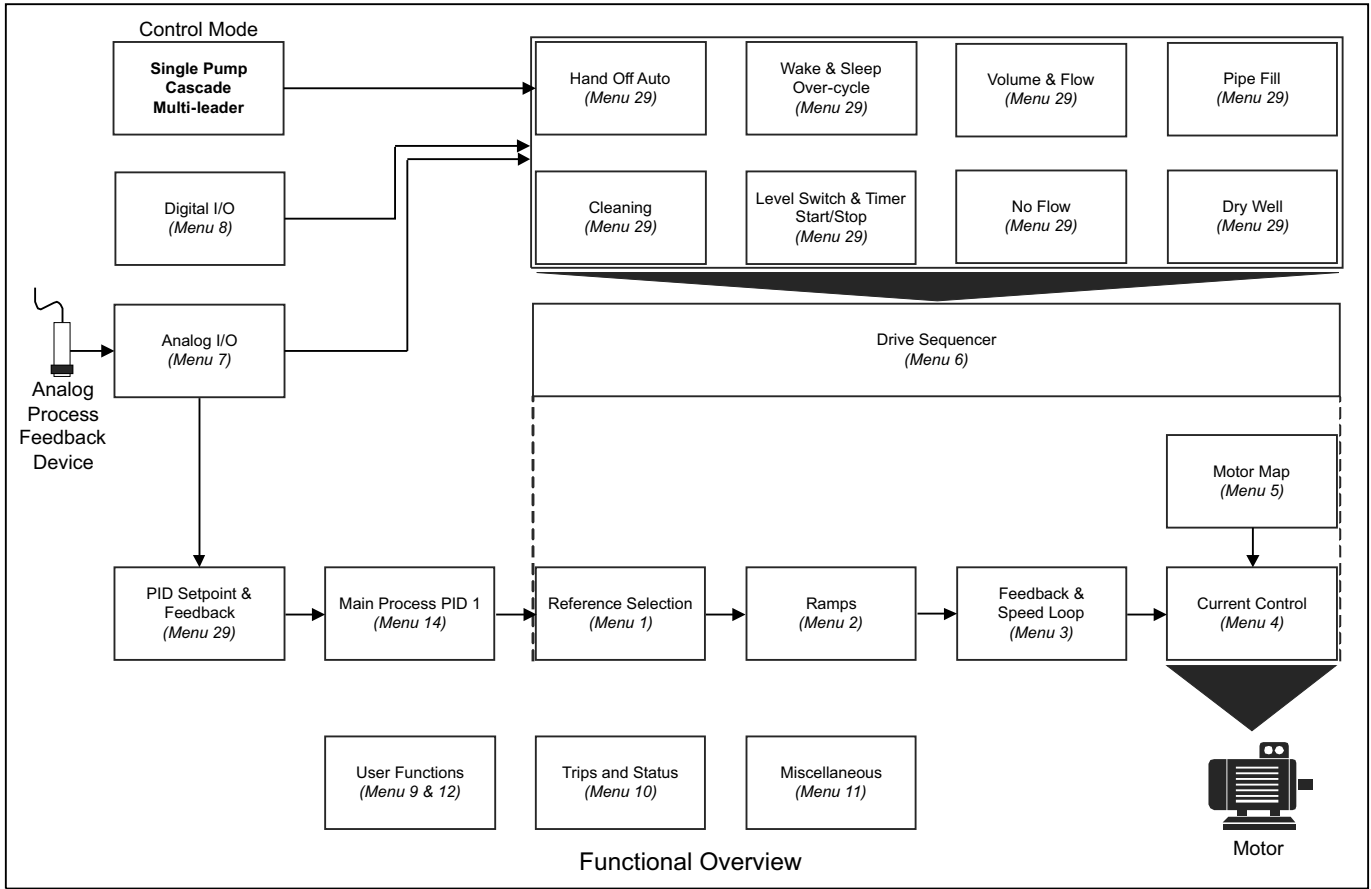 Control Mode
Single Pump
Cascade
Multi-leader
Hand Off Auto
(Menu 29)
Wake & Sleep
Over-cycle
(Menu 29)
Volume & Flow
(Menu 29)
Pipe Fill
(Menu 29)
Digital I/O
(Menu 8)
Cleaning
(Menu 29)
Level Switch & Timer
Start/Stop
(Menu 29)
No Flow
(Menu 29)
Dry Well
(Menu 29)
Analog I/O
(Menu 7)
Drive Sequencer
(Menu 6)
Analog
Process
Feedback
Device
Motor Map
(Menu 5)
PID Setpoint &
Feedback
(Menu 29)
Main Process PID 1
(Menu 14)
Reference Selection
(Menu 1)
Ramps
(Menu 2)
Feedback &
Speed Loop
(Menu 3)
Current Control
(Menu 4)
User Functions
(Menu 9 & 12)
Trips and Status
(Menu 10)
Miscellaneous
(Menu 11)
Motor
Functional Overview